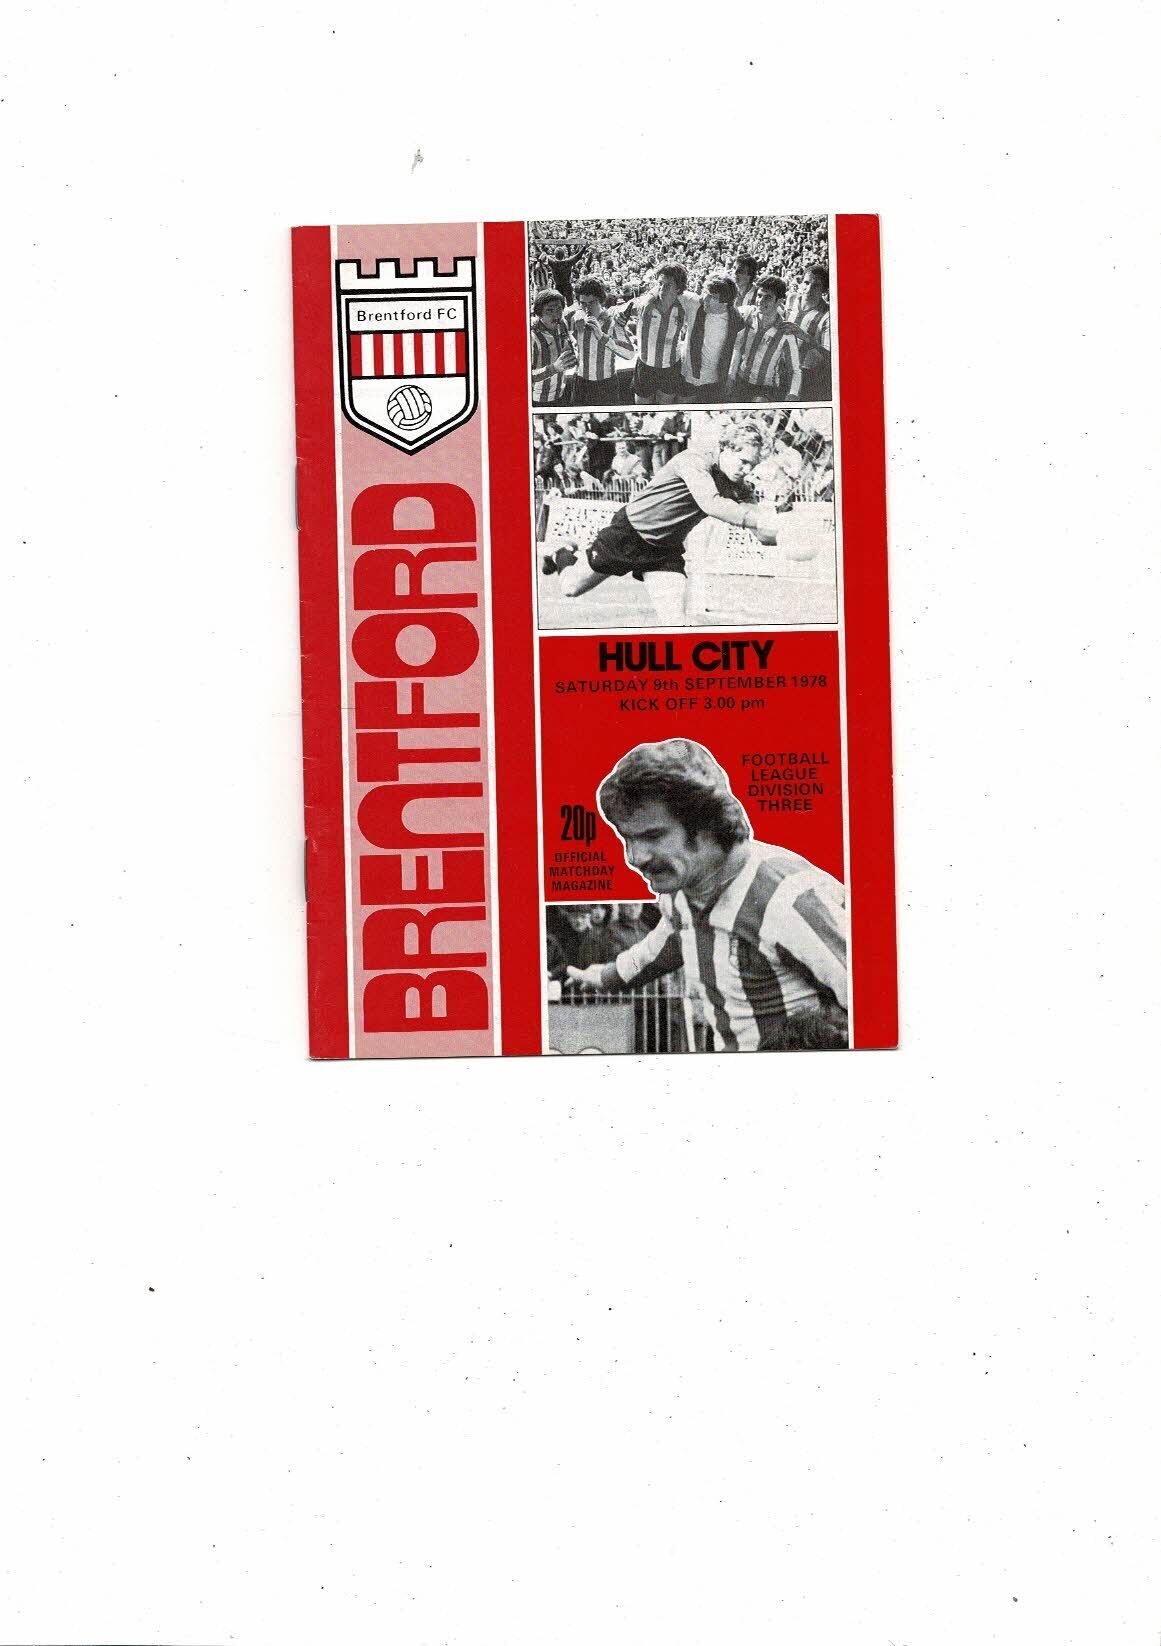 Brentford FC
BRENTFORD
HULL CITY
SATURDAY 9th SEPTEMBER 1978
KICK OFF 3.00 pm
FOOTBALL
LEAGUE
DIVISION
THREE
20p
OFFICIAL
MATCHDAY
MAGAZINE